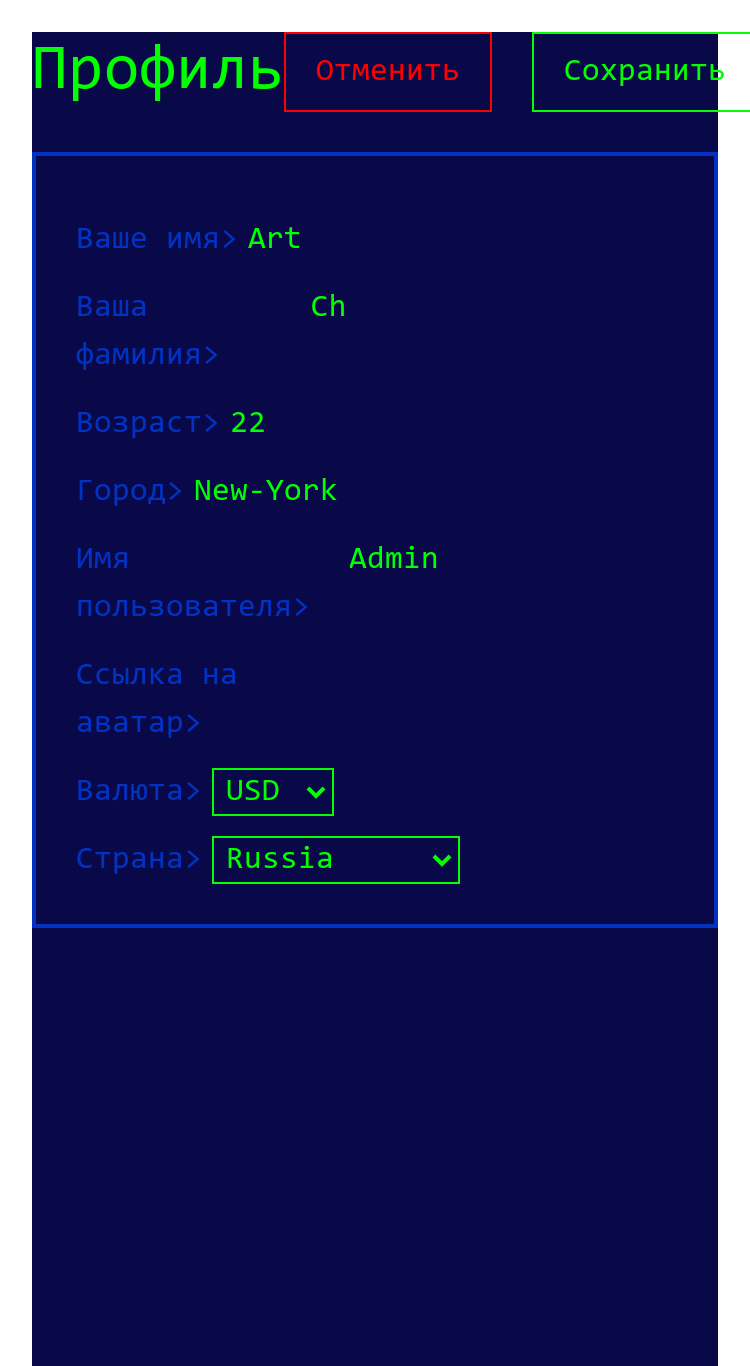 Профиль Отменить Сохранить
Ваше имя> Art
Ваша Ch
фамилия>
Возраст> 22
Город> New-York
Имя Admin
пользователя>
Ссылка на
аватар>
Валюта> USD
Страна> Russia